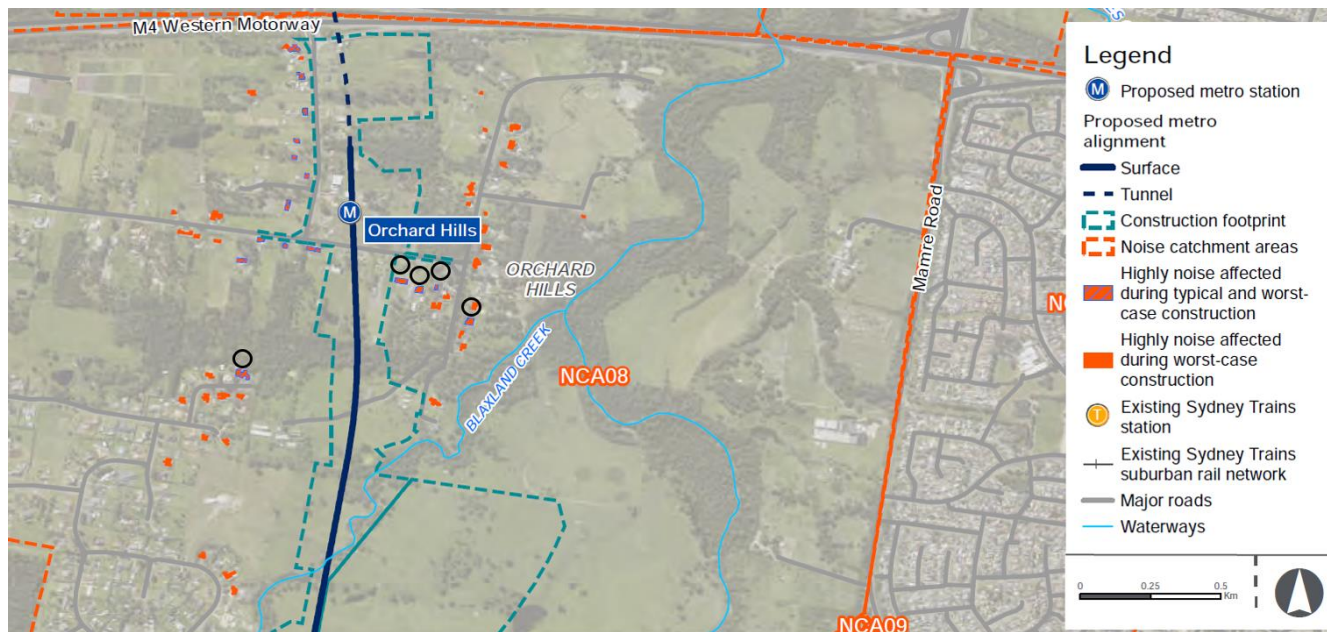 M4 Western Motorway
M
Orchard Hills
ORCHARD
HILLS
BLAXLAND CREEK
NCA08
Mamre Road
NCA09
Legend
M Proposed metro station
Proposed metro
alignment
Surface
Tunnel
Construction footprint
Noise catchment areas
Highly noise affected
during typical and worst-
case construction
Highly noise affected
during worst-case
construction
T Existing Sydney Trains
station
Existing Sydney Trains
suburban rail network
Major roads
Waterways
0 0.25 0.5
Km